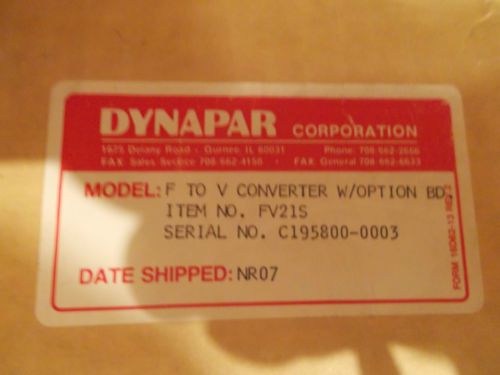 DYNAPAR CORPORATION
1675 Delany Road · Gurnee, IL 60031 Phone: 708 662-2666
FAX Sales Service 708 662-4150 · FAX General 708 662-6633
MODEL: F TO V CONVERTER W/OPTION BD
ITEM NO. FV21S
SERIAL NO. C195800-0003
DATE SHIPPED: NR07
FORM